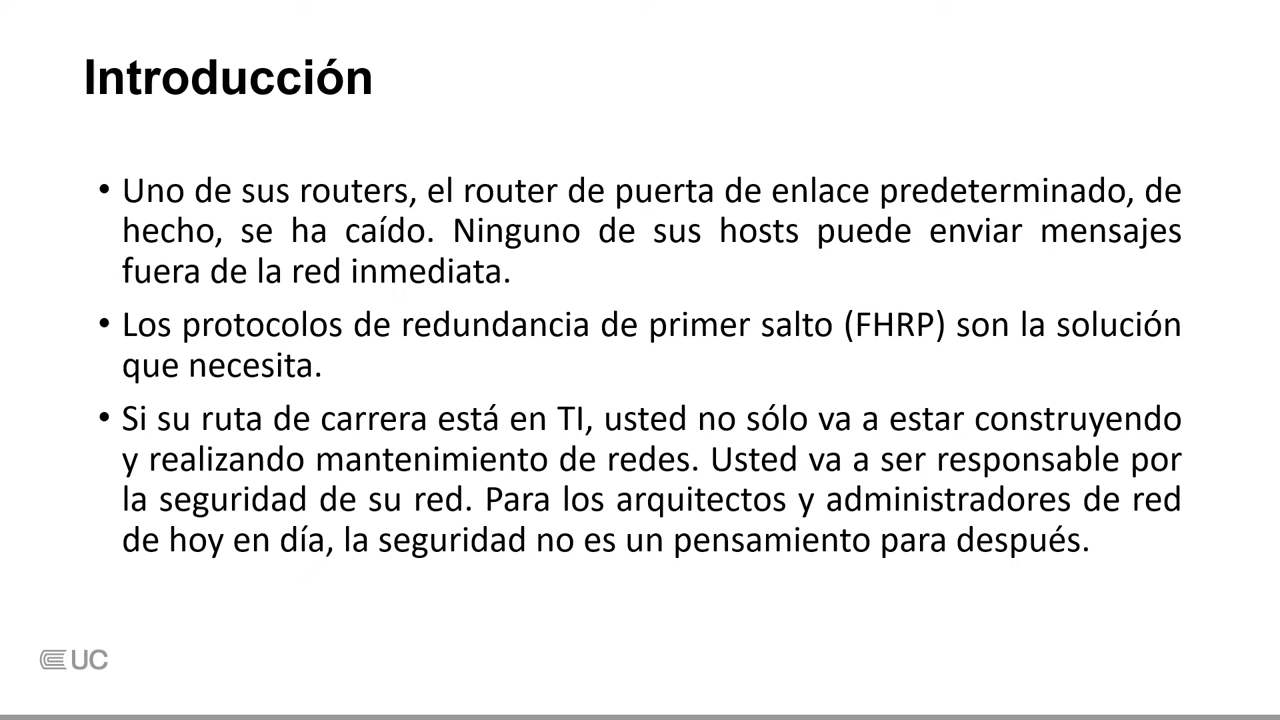 Introducción
• Uno de sus routers, el router de puerta de enlace predeterminado, de
hecho, se ha caído. Ninguno de sus hosts puede enviar mensajes
fuera de la red inmediata.
• Los protocolos de redundancia de primer salto (FHRP) son la solución
que necesita.
• Si su ruta de carrera está en TI, usted no sólo va a estar construyendo
y realizando mantenimiento de redes. Usted va a ser responsable por
la seguridad de su red. Para los arquitectos y administradores de red
de hoy en día, la seguridad no es un pensamiento para después.
UC